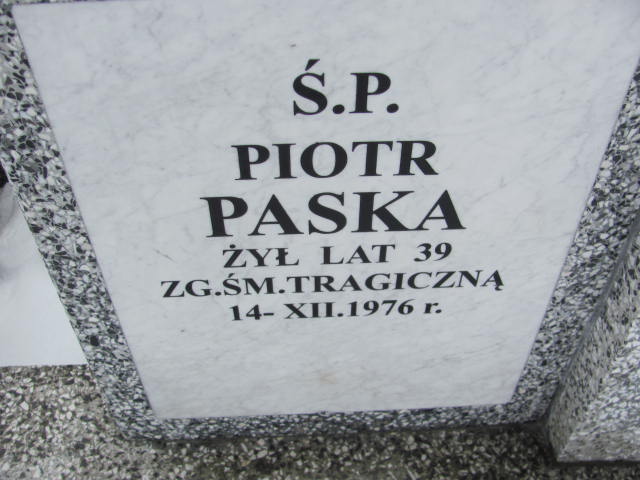 Ś.P.
PIOTR
PASKA
ŻYŁ LAT 39
ZG.ŚM.TRAGICZNĄ
14- XII.1976 r.